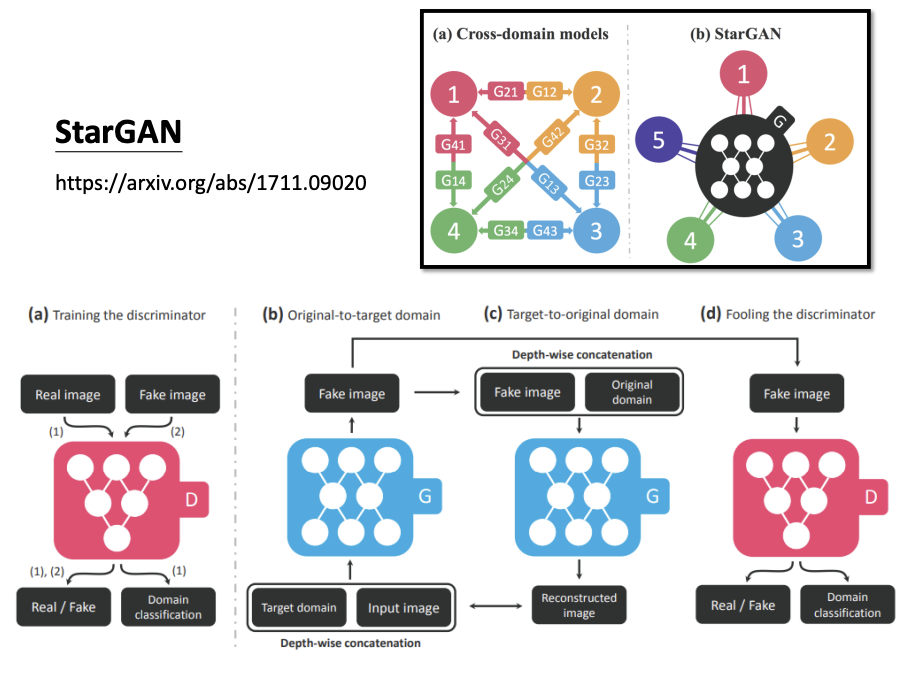 StarGAN
https://arxiv.org/abs/1711.09020
(a) Cross-domain models
(b) StarGAN
1
G21
G12
2
G41
G31
G42
G32
G14
G24
G13
G23
4
G34
G43
3
1
G
5
2
4
3
(a) Training the discriminator
(b) Original-to-target domain
(c) Target-to-original domain
(d) Fooling the discriminator
Real image
Fake image
(1)
(2)
D
(1), (2)
(1)
Real / Fake
Domain
classification
Fake image
G
Target domain
Input image
Depth-wise concatenation
Depth-wise concatenation
Fake image
Original
domain
G
Reconstructed
image
Fake image
D
Real / Fake
Domain
classification